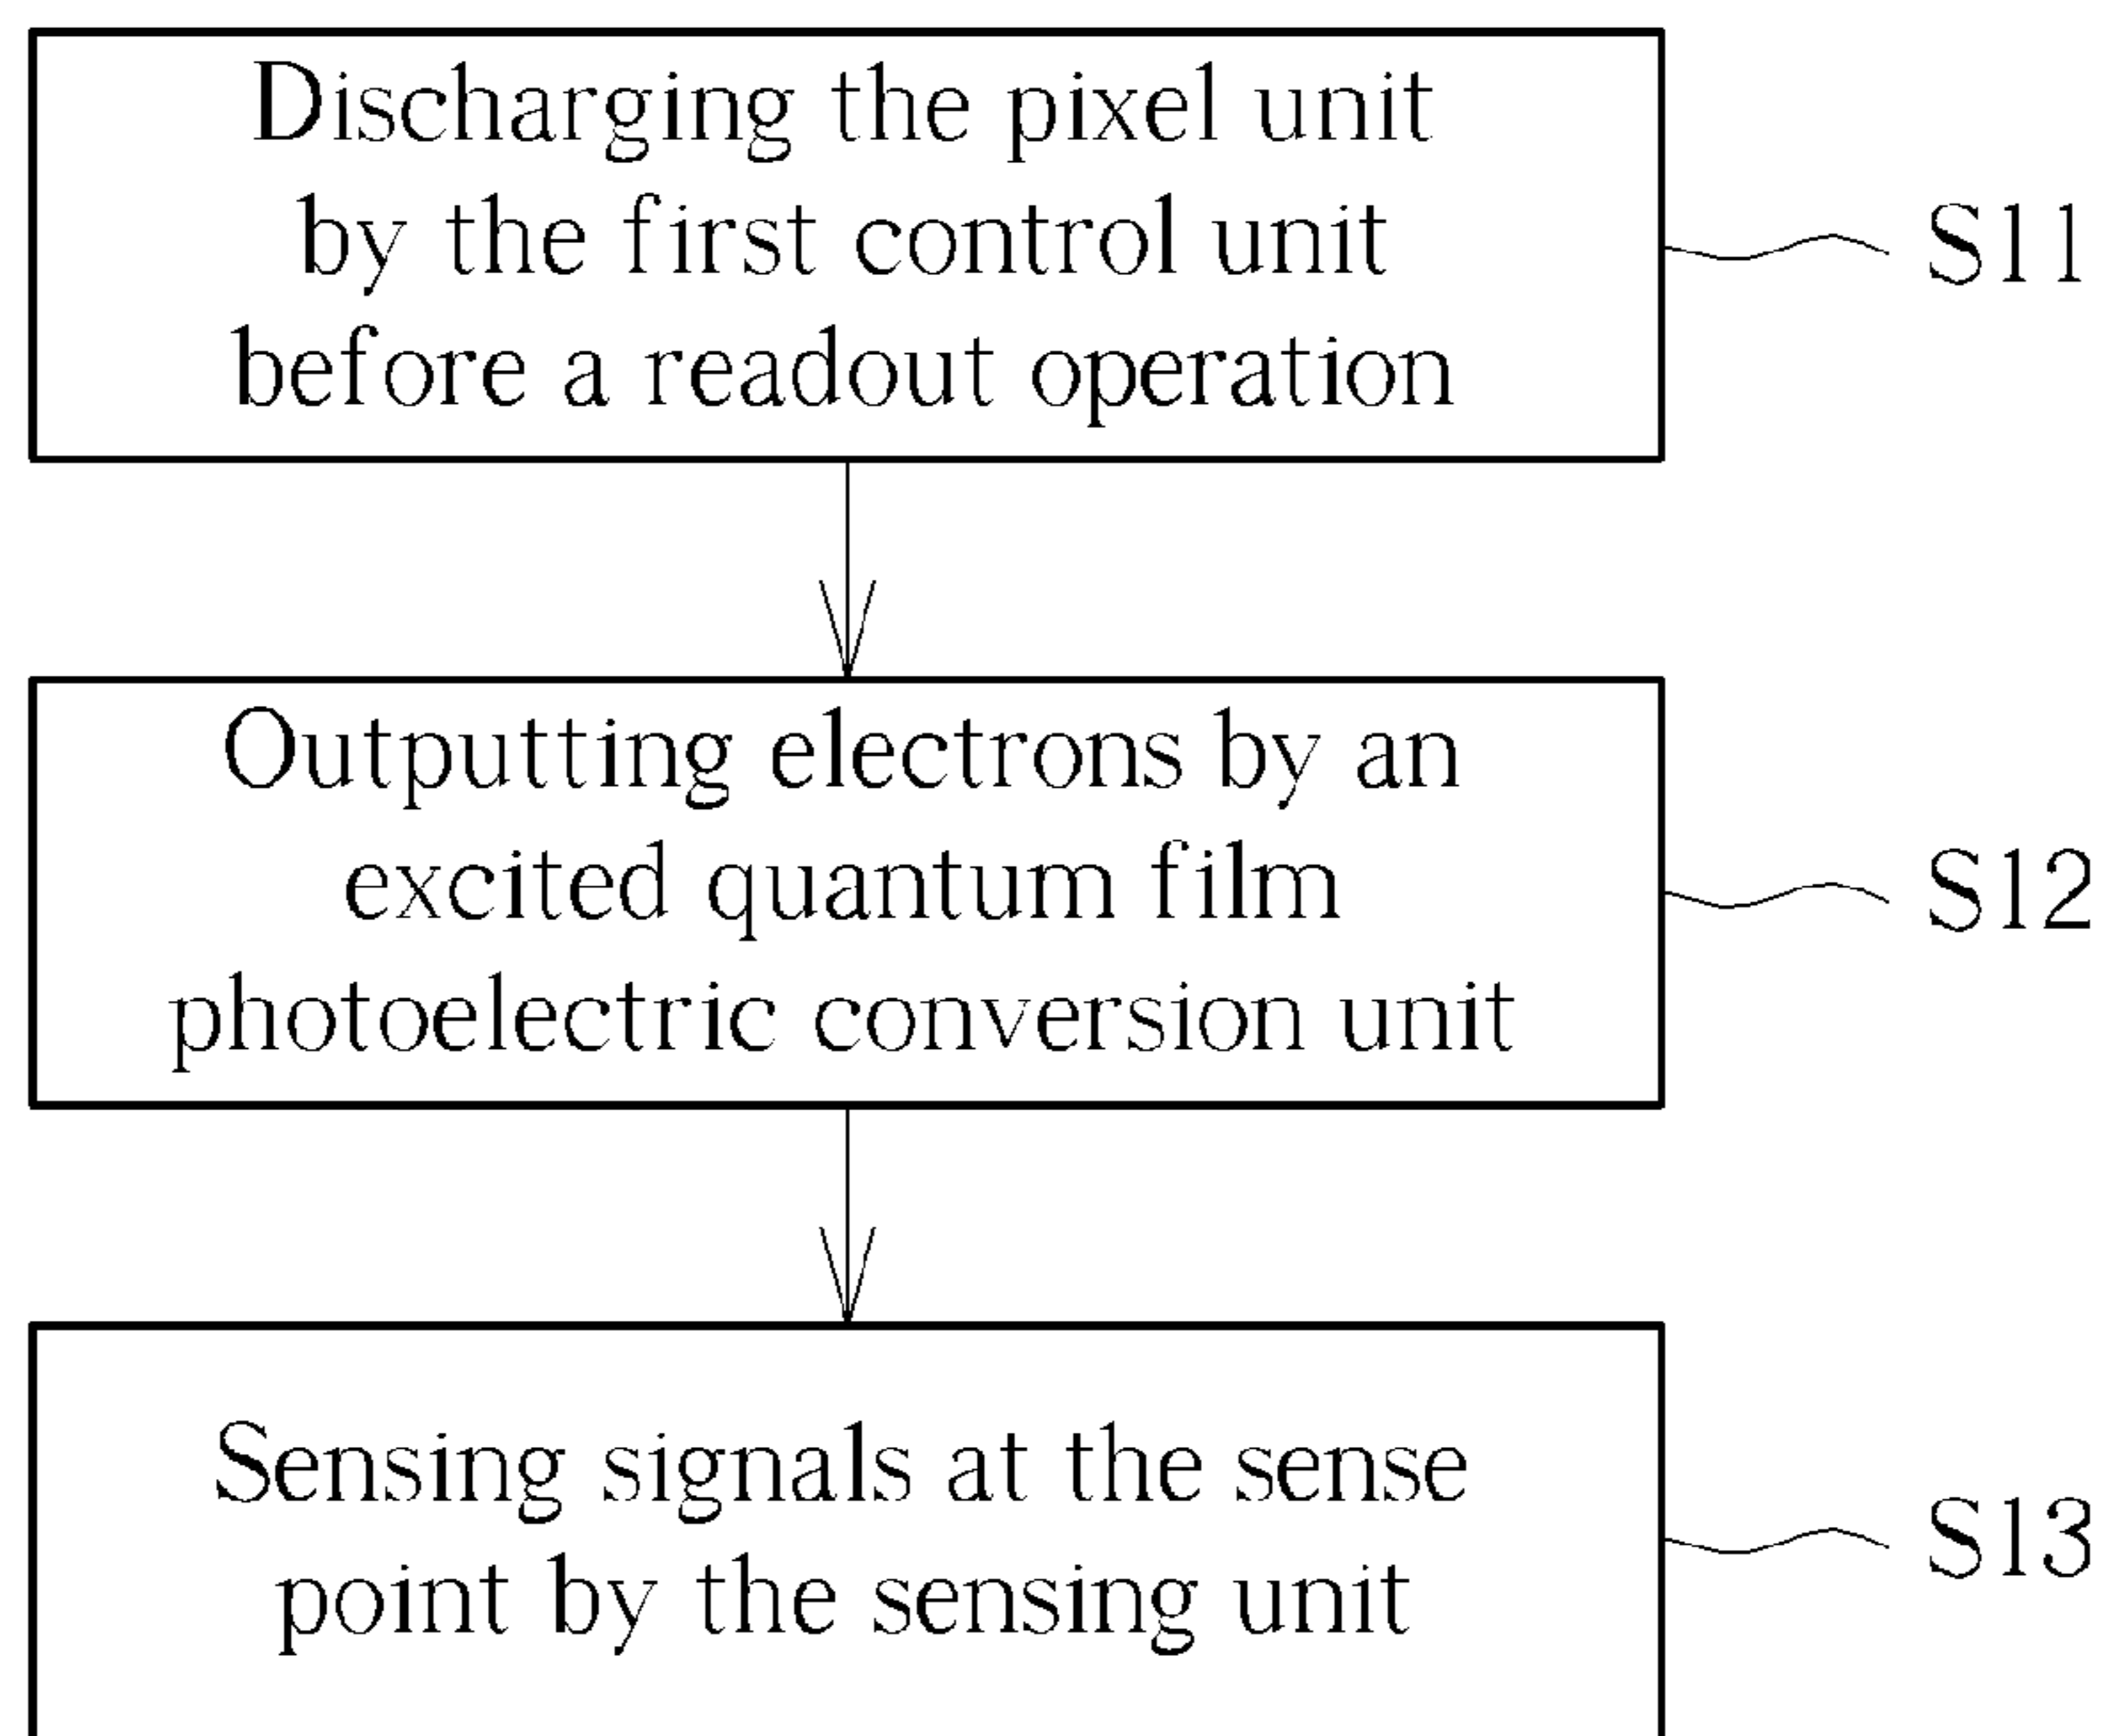 Discharging the pixel unit
by the first control unit
before a readout operation
S11
Outputting electrons by an
excited quantum film
photoelectric conversion unit
S12
Sensing signals at the sense
point by the sensing unit
S13